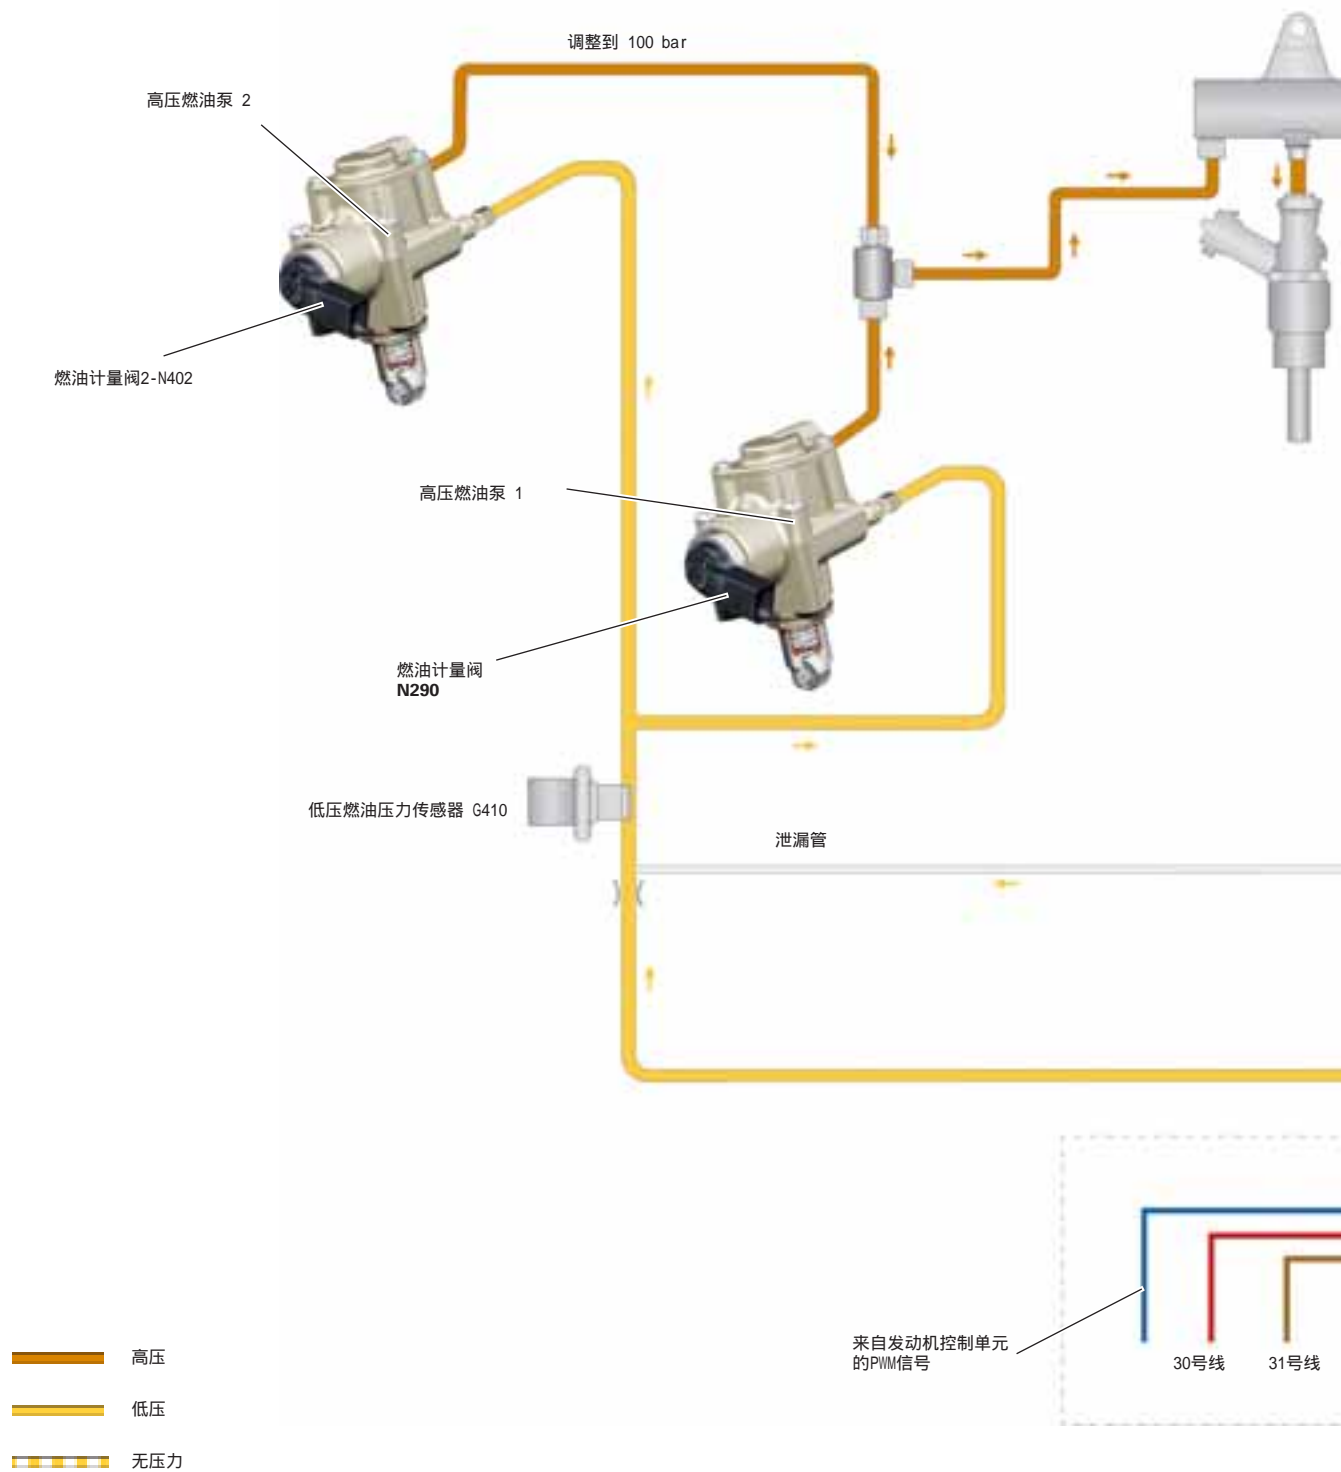 调整到 100 bar
高压燃油泵 2
燃油计量阀2-N402
高压燃油泵 1
燃油计量阀
N290
低压燃油压力传感器 G410
泄漏管
来自发动机控制单元
的PWM信号
30号线
31号线
高压
低压
无压力